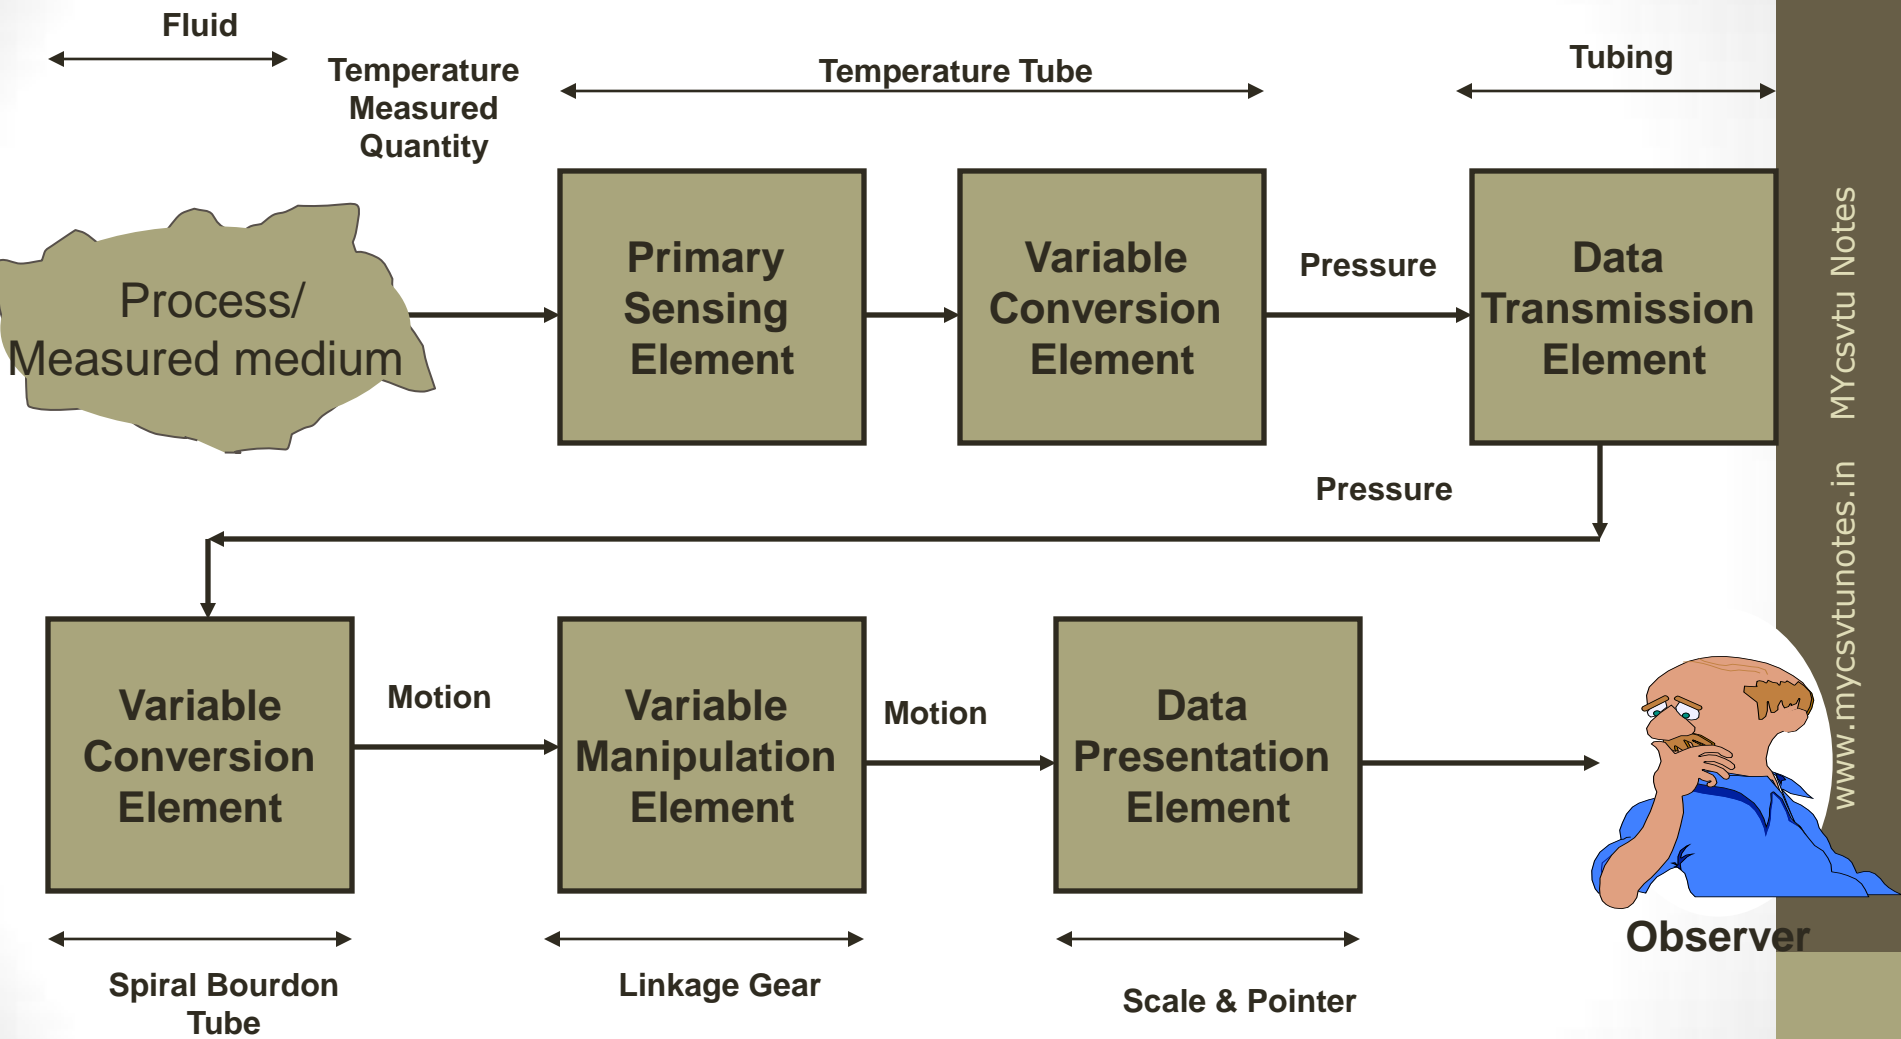 Fluid
Temperature
Measured
Quantity
Temperature Tube
Tubing
Process/
Measured medium
Primary
Sensing
Element
Variable
Conversion
Element
Pressure
Data
Transmission
Element
Pressure
Variable
Conversion
Element
Motion
Variable
Manipulation
Element
Motion
Data
Presentation
Element
Observer
Spiral Bourdon
Tube
Linkage Gear
Scale & Pointer
www.mycsvtunotes.in MYcsvtu Notes